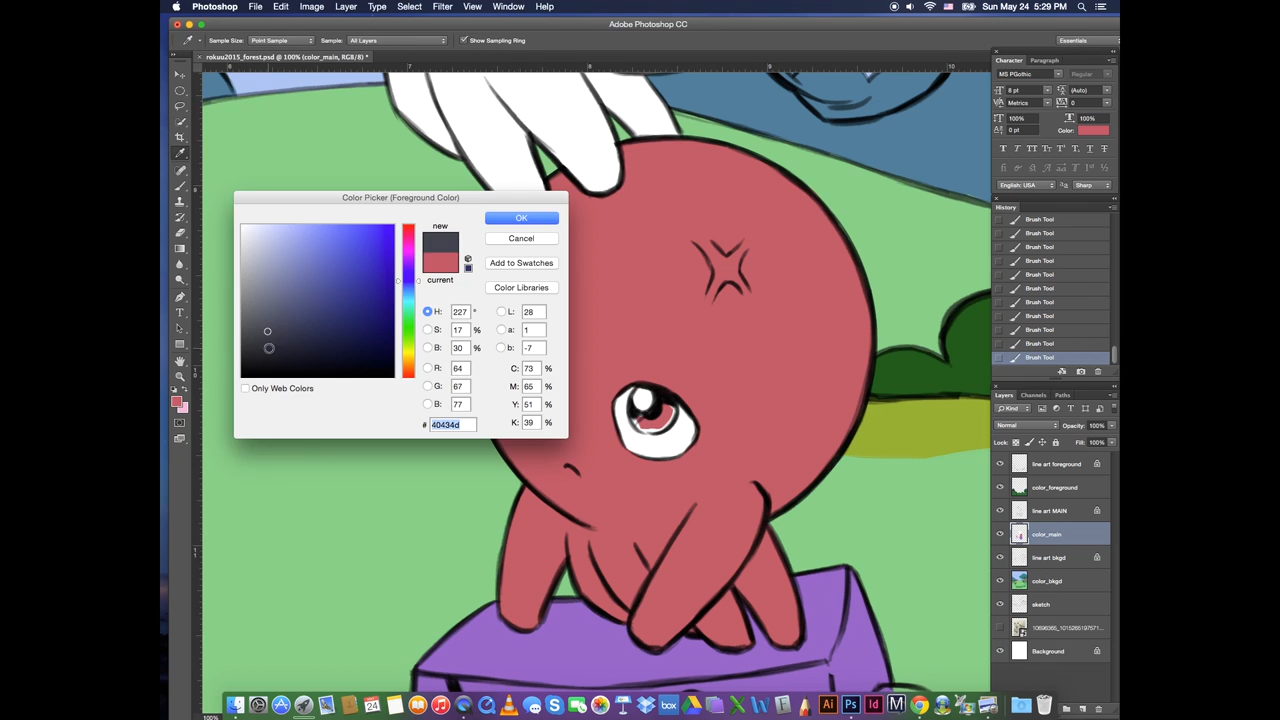 Photoshop File Edit Image Layer Type Select Filter View Window Help Sun May 24 5:29 PM
Adobe Photoshop CC
Sample Size: Point Sample Sample: All Layers Show Sampling Ring Essentials
× rokuu2015_forest.psd @ 100% (color_main, RGB/8) *
6 7 8 9 10
Character Paragraph
MS PGothic Regular
8 pt (Auto)
Metrics 0
100% 100%
0 pt Color:
English: USA Sharp
History
Brush Tool
Brush Tool
Brush Tool
Brush Tool
Brush Tool
Brush Tool
Brush Tool
Brush Tool
Brush Tool
Brush Tool
Brush Tool
Color Picker (Foreground Color)
new
current
OK
Cancel
Add to Swatches
Color Libraries
H: 227 ° L: 28
S: 17 % a: 1
B: 30 % b: -7
R: 64 C: 73 %
G: 67 M: 65 %
B: 77 Y: 51 %
# 40434d K: 39 %
Only Web Colors
Layers Channels Paths
Kind
Normal Opacity: 100%
Lock: Fill: 100%
line art foreground
color_foreground
line art MAIN
color_main
line art bkgd
color_bkgd
sketch
Background
100%